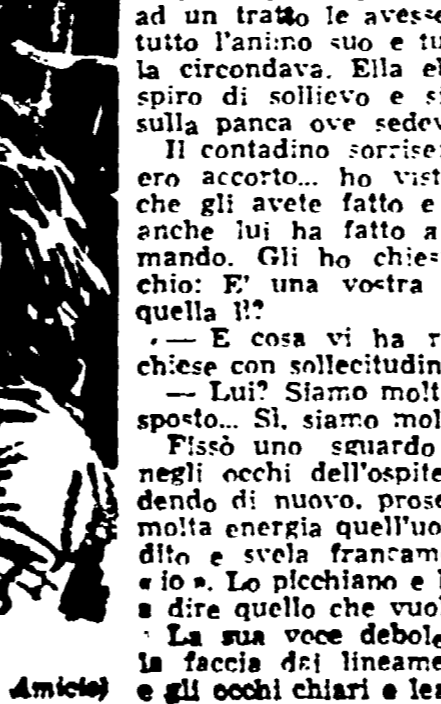 ad un tratto le avess
tutto l'animo suo e tu
la circondava. Ella e
spiro di sollievo e si
sulla panca ove sedev
Il contadino sorrise
ero accorto... ho vist
che gli avete fatto e
anche lui ha fatto a
mando. Gli ho chies
chio: E' una vostra
quella lì?
— E cosa vi ha r
chiese con sollecitudin
— Lui? Siamo molt
sposto... Sì, siamo mol
Fissò uno sguardo
negli occhi dell'ospite
dendo di nuovo, prose
molta energia quell'uo
dito e svela francam
« io ». Lo picchiano e l
a dire quello che vuol
La sua voce debole
la faccia dai lineame
Amicis)
e gli occhi chiari e le